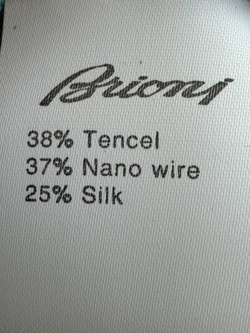 Brioni
38% Tencel
37% Nano wire
25% Silk